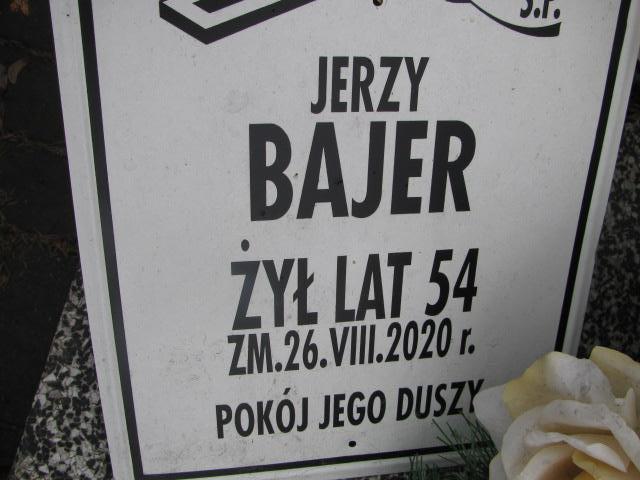 Ś.P.
JERZY
BAJER
ŻYŁ LAT 54
ZM.26.VIII.2020 r.
POKÓJ JEGO DUSZY